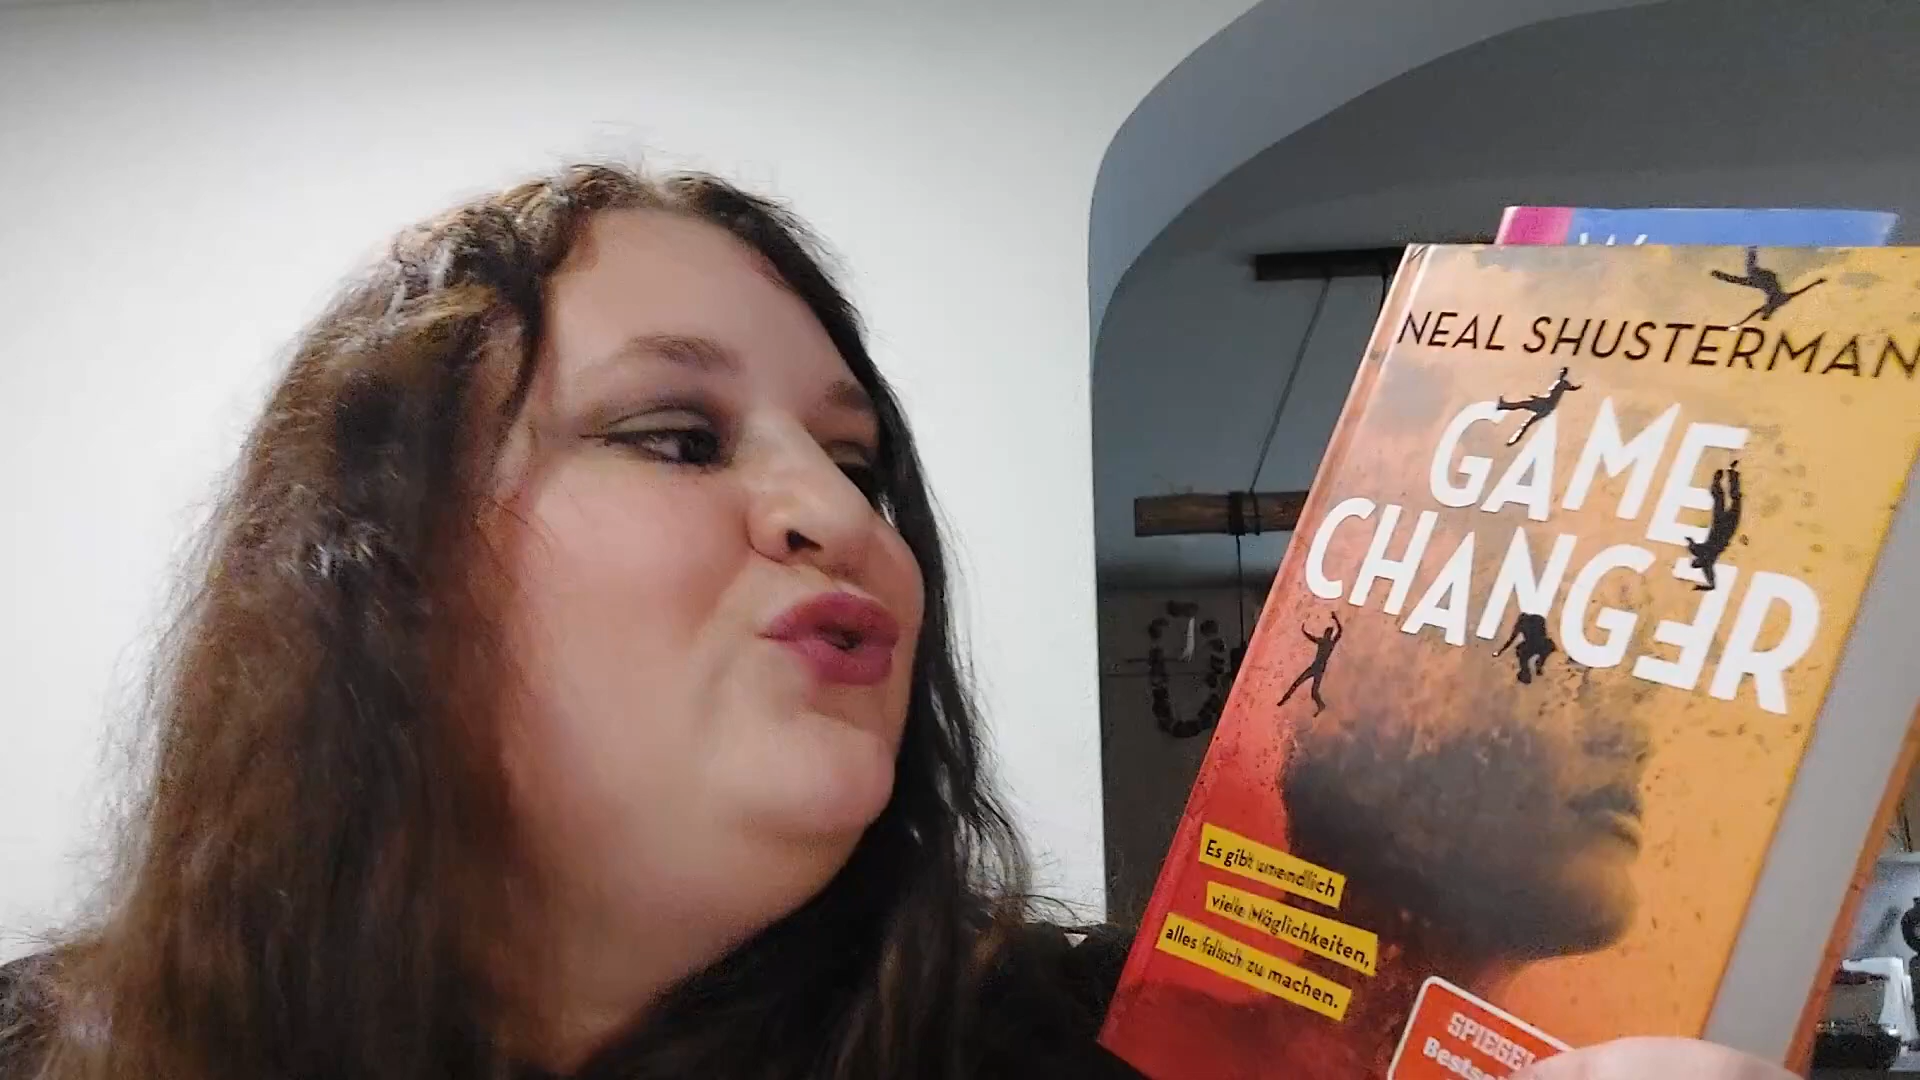 NEAL SHUSTERMAN
GAME
CHANGER
Es gibt unendlich
viele Möglichkeiten,
alles falsch zu machen.
SPIEGEL